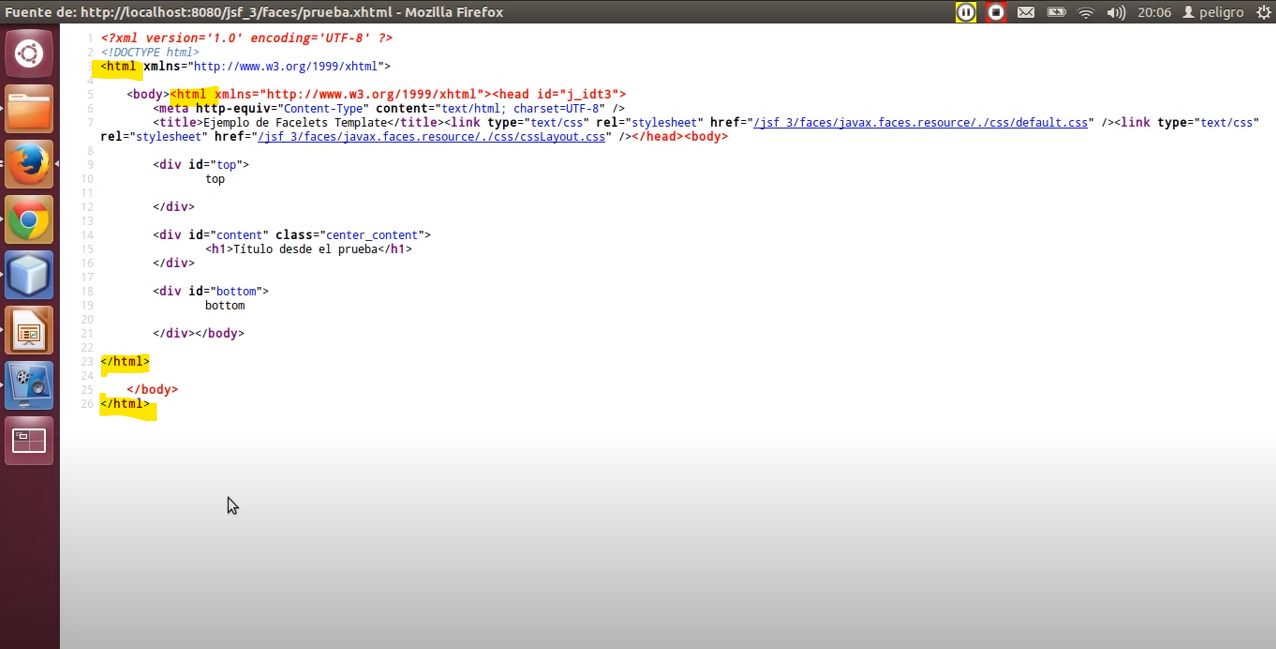 Fuente de: http://localhost:8080/jsf_3/faces/prueba.xhtml - Mozilla Firefox
20:06 peligro
1 <?xml version='1.0' encoding='UTF-8' ?>
2 <!DOCTYPE html>
3 <html xmlns="http://www.w3.org/1999/xhtml">
4
5 <body><html xmlns="http://www.w3.org/1999/xhtml"><head id="j_idt3">
6 <meta http-equiv="Content-Type" content="text/html; charset=UTF-8" />
7 <title>Ejemplo de Facelets Template</title><link type="text/css" rel="stylesheet" href="/jsf_3/faces/javax.faces.resource/./css/default.css" /><link type="text/css"
rel="stylesheet" href="/jsf_3/faces/javax.faces.resource/./css/cssLayout.css" /></head><body>
8
9 <div id="top">
10 top
11
12 </div>
13
14 <div id="content" class="center_content">
15 <h1>Título desde el prueba</h1>
16 </div>
17
18 <div id="bottom">
19 bottom
20
21 </div></body>
22
23 </html>
24
25 </body>
26 </html>